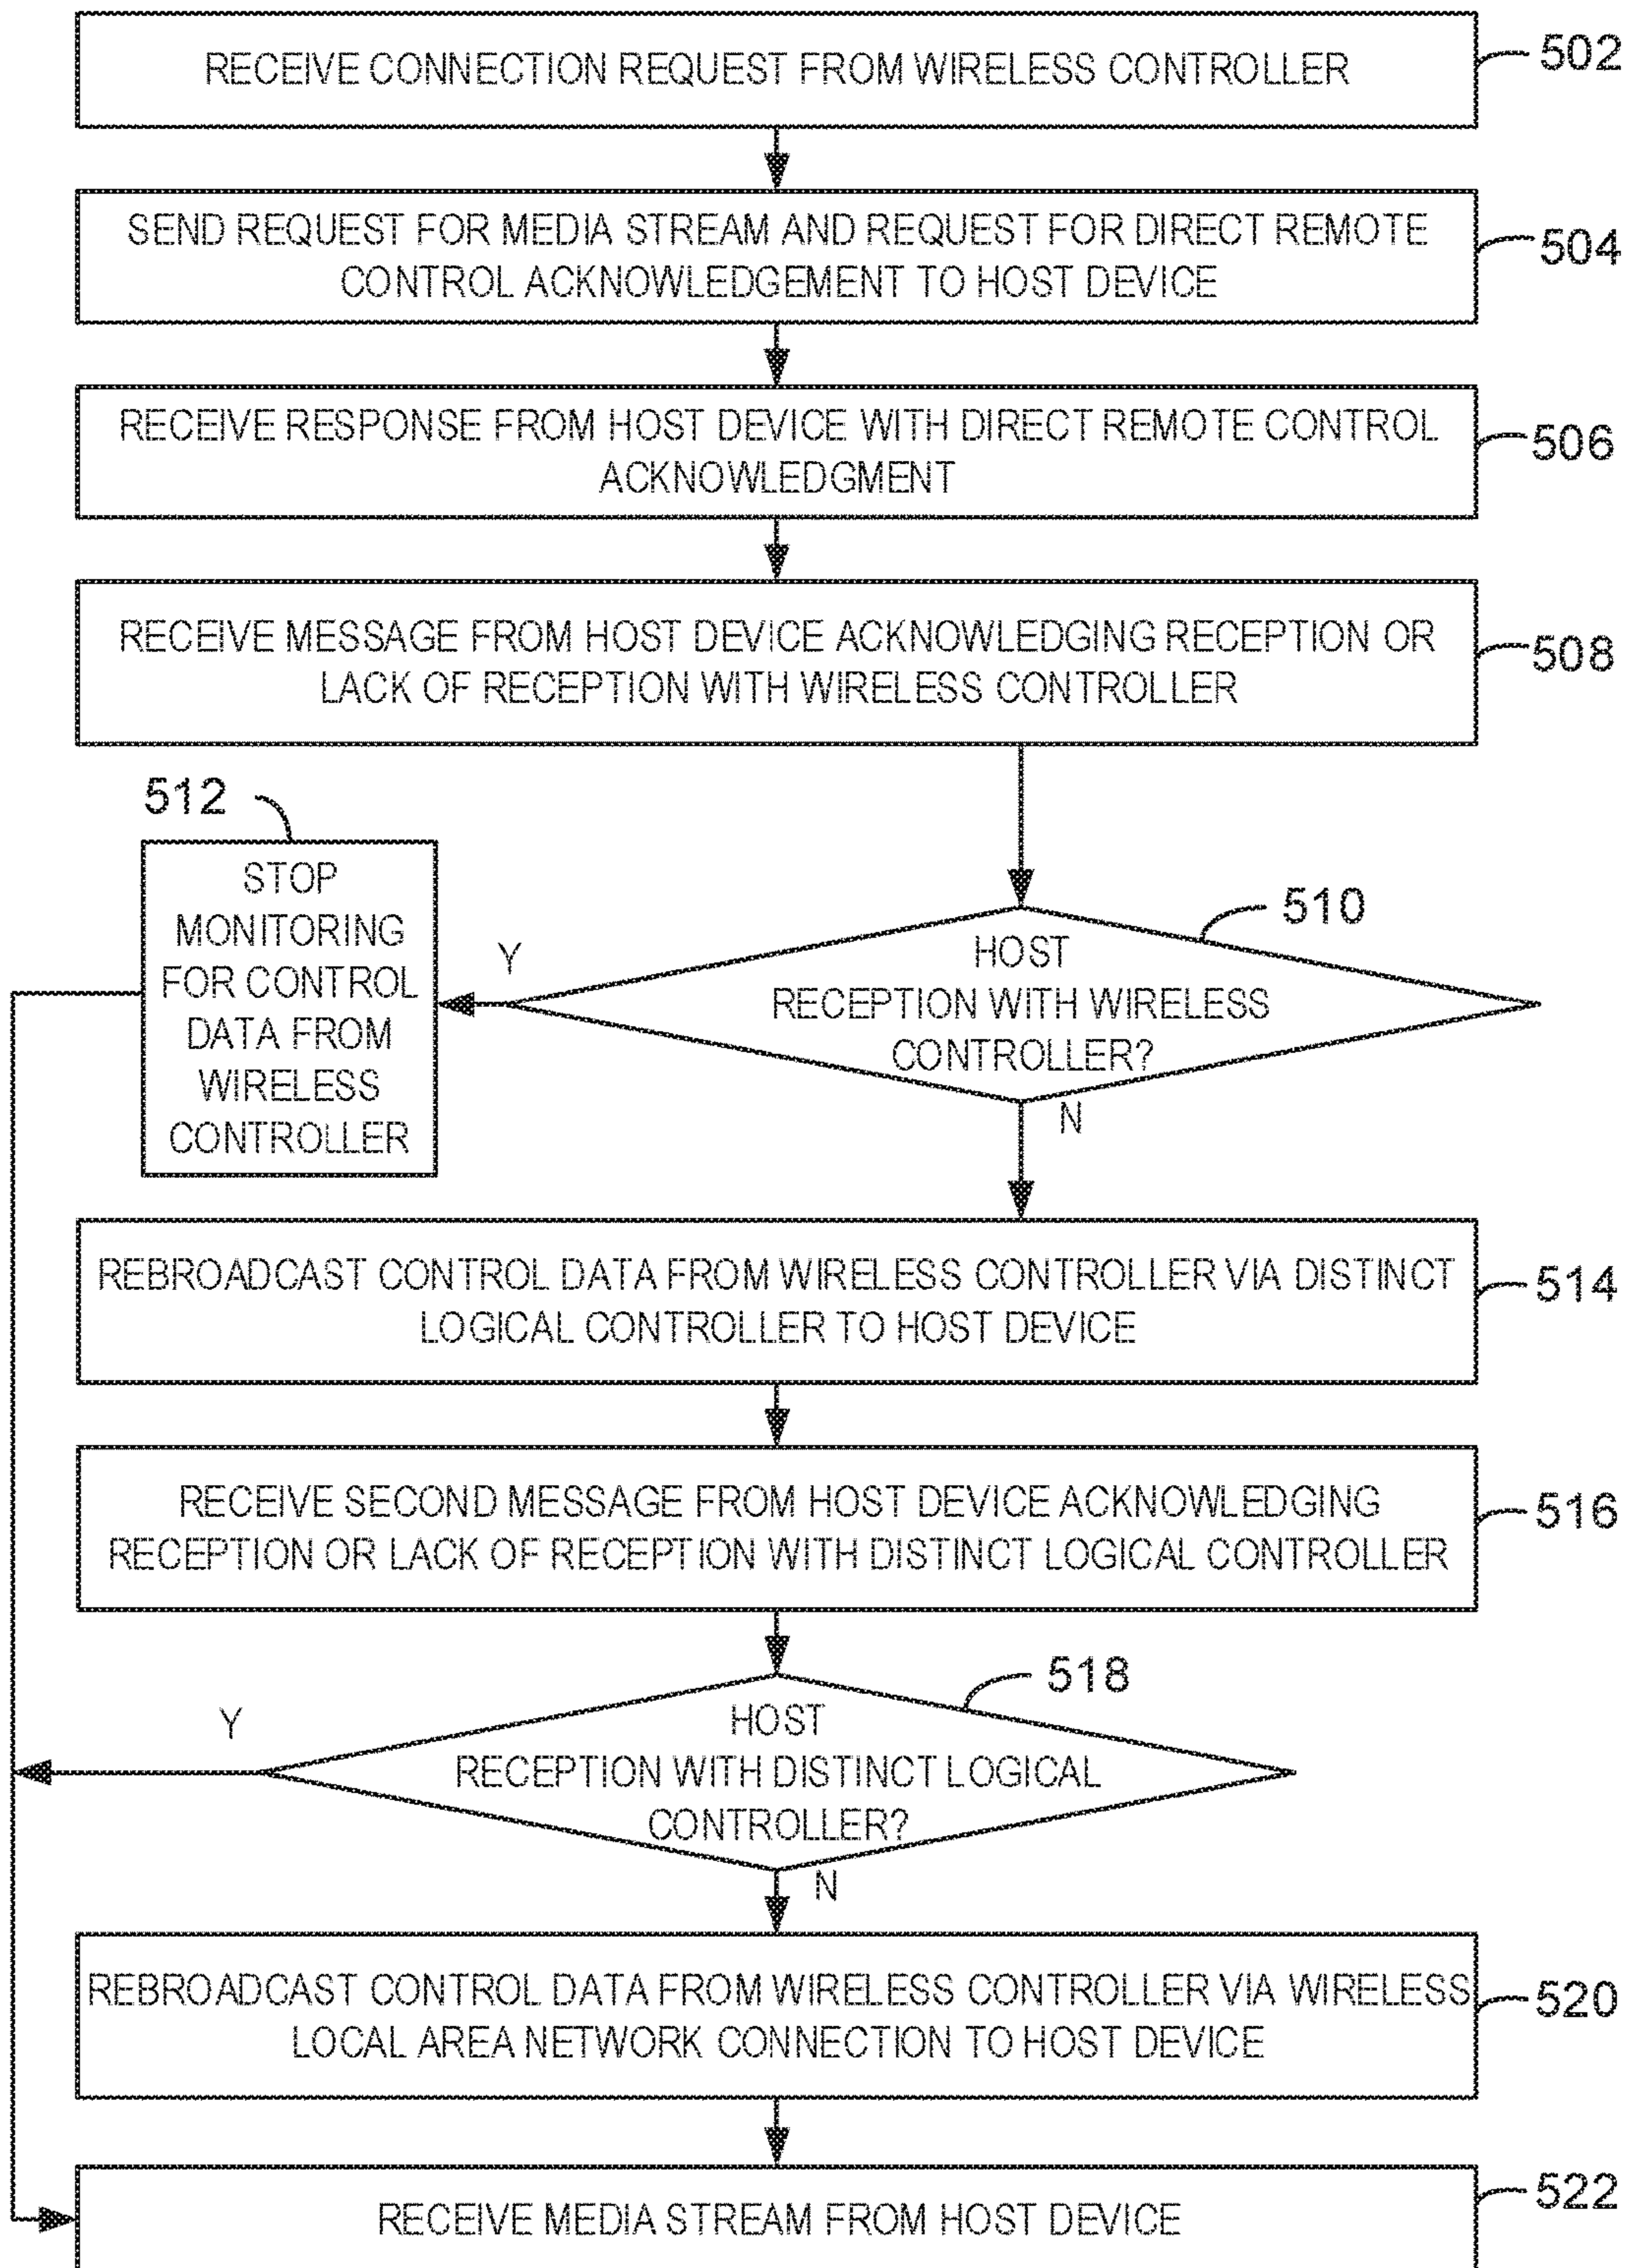 RECEIVE CONNECTION REQUEST FROM WIRELESS CONTROLLER
502
SEND REQUEST FOR MEDIA STREAM AND REQUEST FOR DIRECT REMOTE
CONTROL ACKNOWLEDGEMENT TO HOST DEVICE
504
RECEIVE RESPONSE FROM HOST DEVICE WITH DIRECT REMOTE CONTROL
ACKNOWLEDGMENT
506
RECEIVE MESSAGE FROM HOST DEVICE ACKNOWLEDGING RECEPTION OR
LACK OF RECEPTION WITH WIRELESS CONTROLLER
508
512
STOP
MONITORING
FOR CONTROL
DATA FROM
WIRELESS
CONTROLLER
Y
510
HOST
RECEPTION WITH WIRELESS
CONTROLLER?
N
REBROADCAST CONTROL DATA FROM WIRELESS CONTROLLER VIA DISTINCT
LOGICAL CONTROLLER TO HOST DEVICE
514
RECEIVE SECOND MESSAGE FROM HOST DEVICE ACKNOWLEDGING
RECEPTION OR LACK OF RECEPTION WITH DISTINCT LOGICAL CONTROLLER
516
518
Y
HOST
RECEPTION WITH DISTINCT LOGICAL
CONTROLLER?
N
REBROADCAST CONTROL DATA FROM WIRELESS CONTROLLER VIA WIRELESS
LOCAL AREA NETWORK CONNECTION TO HOST DEVICE
520
RECEIVE MEDIA STREAM FROM HOST DEVICE
522